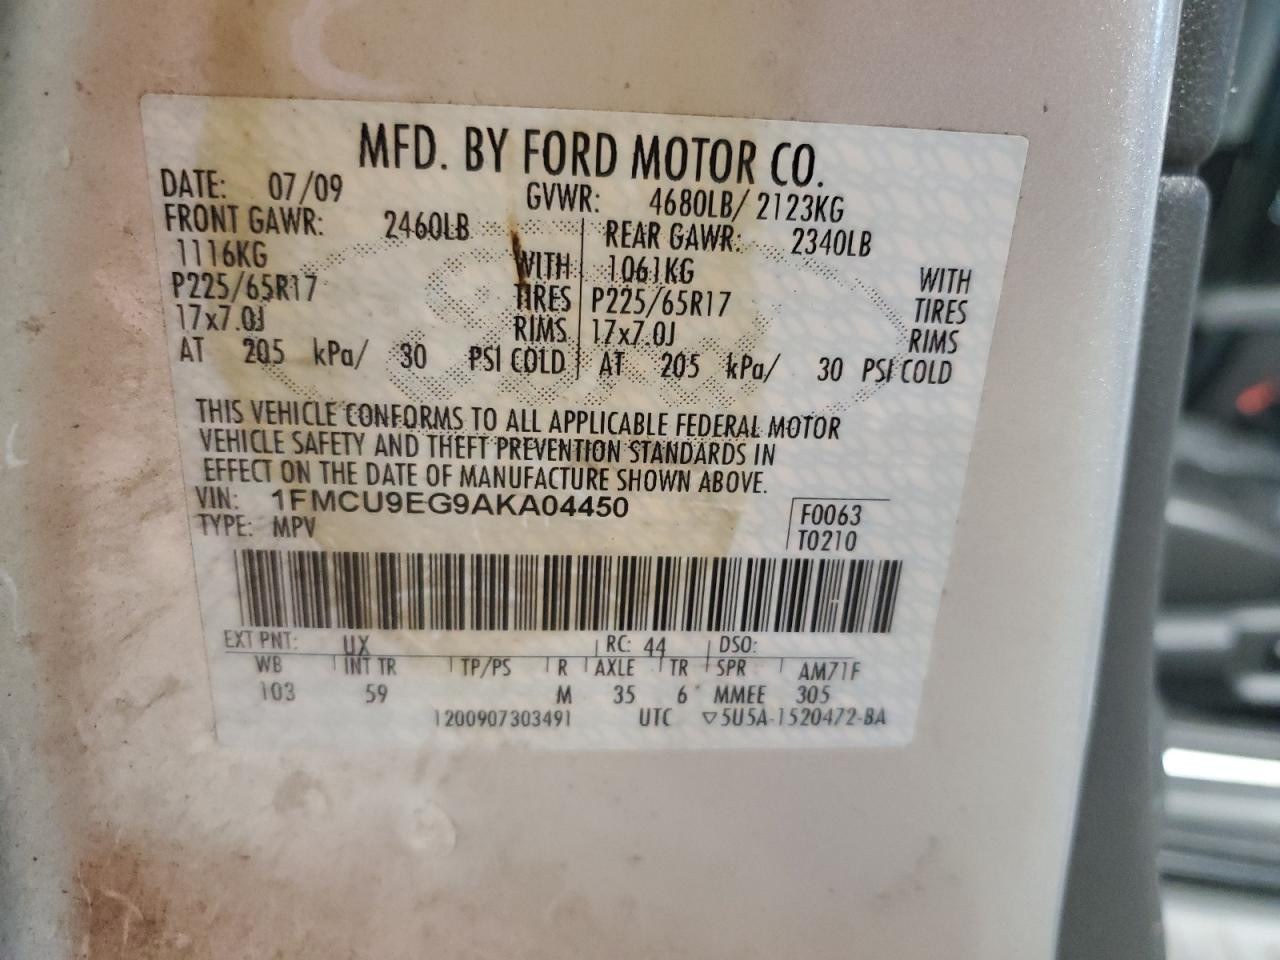 MFD. BY FORD MOTOR CO.
DATE: 07/09 GVWR: 4680LB/ 2123KG
FRONT GAWR: 2460LB REAR GAWR: 2340LB
1116KG WITH 1061KG WITH
P225/65R17 TIRES P225/65R17 TIRES
17x7.0J RIMS 17x7.0J RIMS
AT 205 kPa/ 30 PSI COLD AT 205 kPa/ 30 PSI COLD
THIS VEHICLE CONFORMS TO ALL APPLICABLE FEDERAL MOTOR
VEHICLE SAFETY AND THEFT PREVENTION STANDARDS IN
EFFECT ON THE DATE OF MANUFACTURE SHOWN ABOVE.
VIN: 1FMCU9EG9AKA04450 F0063
TYPE: MPV T0210
EXT PNT: UX RC: 44 DSO:
WB INT TR TP/PS R AXLE TR SPR AM71F
103 59 M 35 6 MMEE 305
1200907303491 UTC ▽5U5A-1520472-BA